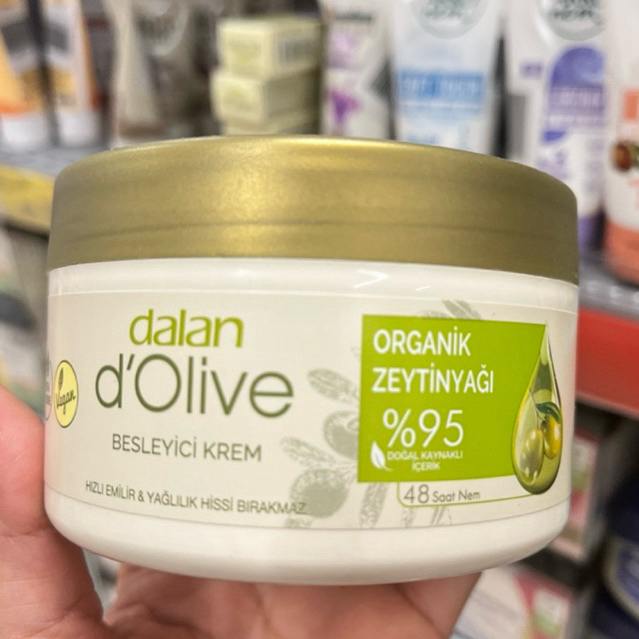 dalan
d'Olive
BESLEYİCİ KREM
HIZLI EMİLİR & YAĞLILIK HİSSİ BIRAKMAZ
Vegan
ORGANİK
ZEYTİNYAĞI
%95
DOĞAL KAYNAKLI
İÇERİK
48 Saat Nem